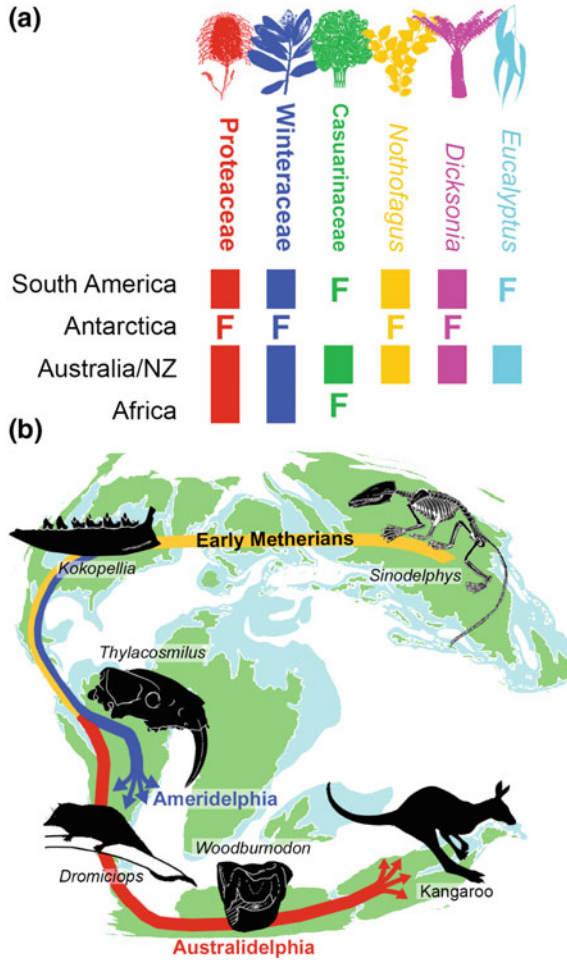 (a)
Proteaceae
Winteraceae
Casuarinaceae
Nothofagus
Dicksonia
Eucalyptus
South America F F
Antarctica F F F F
Australia/NZ
Africa F
(b)
Early Metherians
Kokopellia
Sinodelphys
Thylacosmilus
Ameridelphia
Woodburnodon
Dromiciops
Kangaroo
Australidelphia